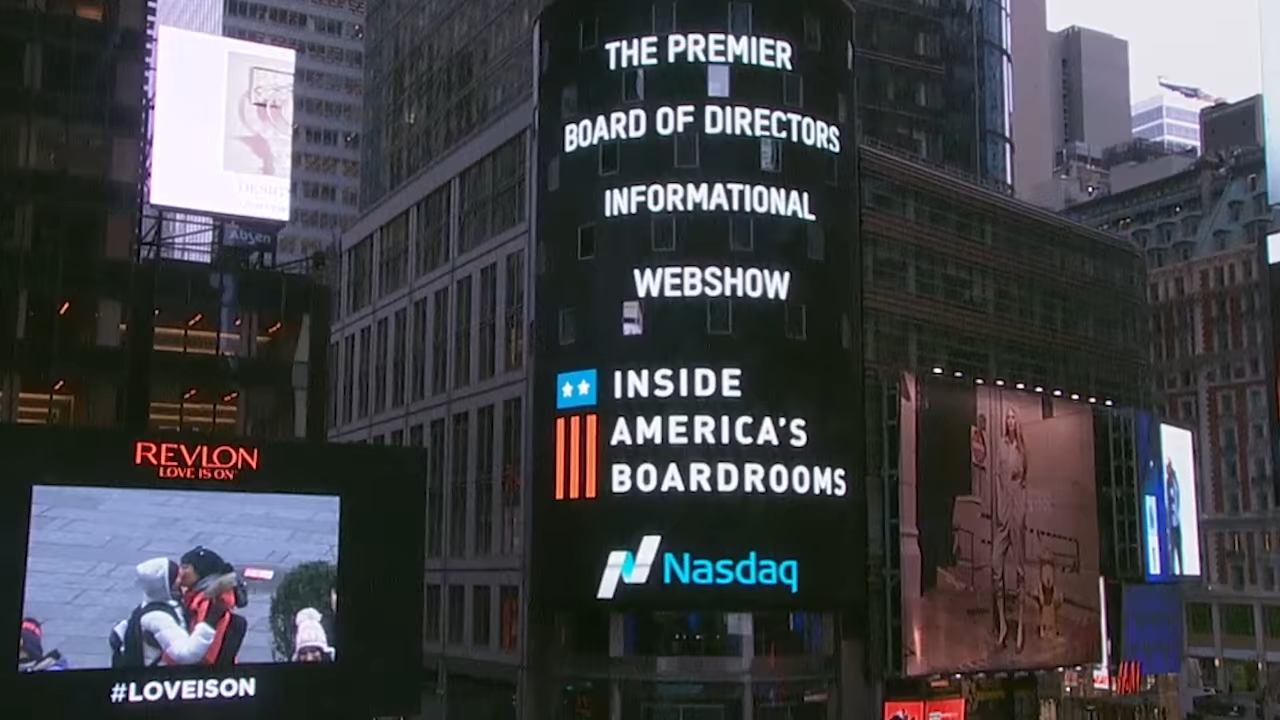 THE PREMIER
BOARD OF DIRECTORS
INFORMATIONAL
WEBSHOW
INSIDE
AMERICA'S
BOARDROOMS
Nasdaq
Absen
REVLON
LOVE IS ON
#LOVEISON